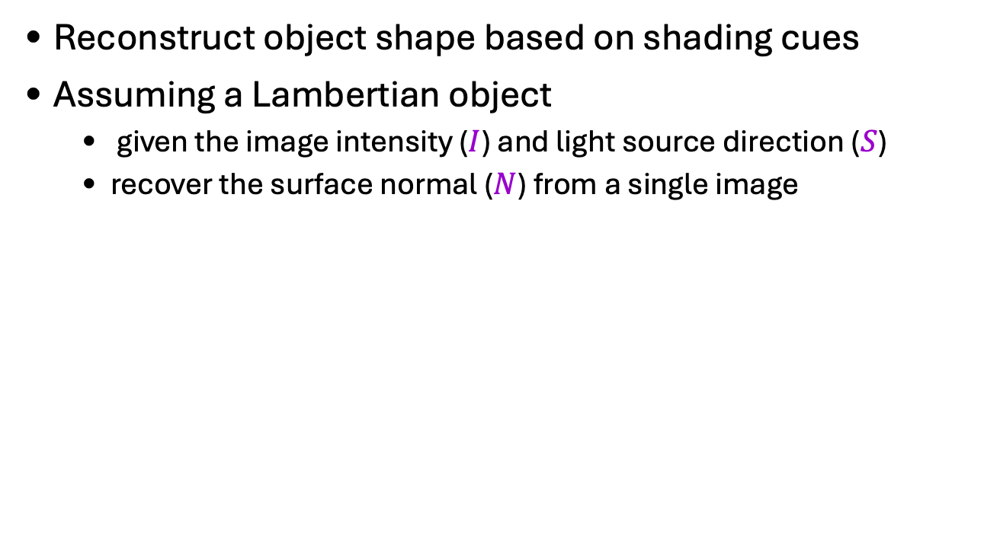 • Reconstruct object shape based on shading cues
• Assuming a Lambertian object
• given the image intensity (I) and light source direction (S)
• recover the surface normal (N) from a single image